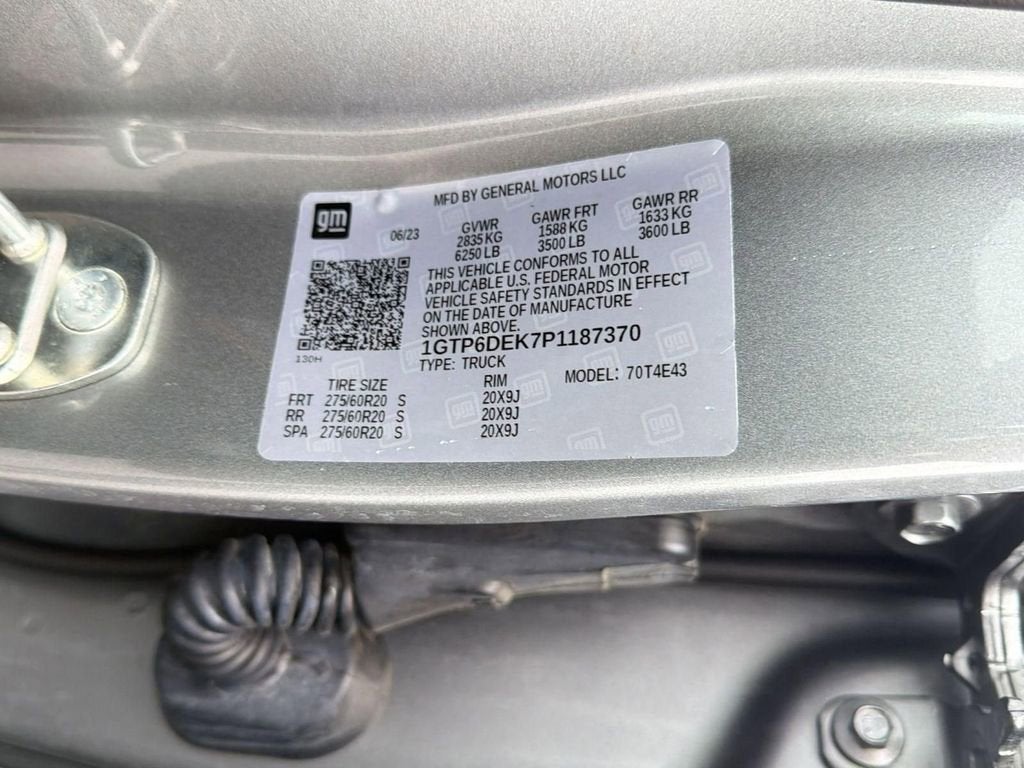 MFD BY GENERAL MOTORS LLC
gm
06/23
GVWR GAWR FRT GAWR RR
2835 KG 1588 KG 1633 KG
6250 LB 3500 LB 3600 LB
THIS VEHICLE CONFORMS TO ALL
APPLICABLE U.S. FEDERAL MOTOR
VEHICLE SAFETY STANDARDS IN EFFECT
ON THE DATE OF MANUFACTURE
SHOWN ABOVE.
1GTP6DEK7P1187370
130H
TYPE: TRUCK
MODEL: 70T4E43
TIRE SIZE RIM
FRT 275/60R20 S 20X9J
RR 275/60R20 S 20X9J
SPA 275/60R20 S 20X9J